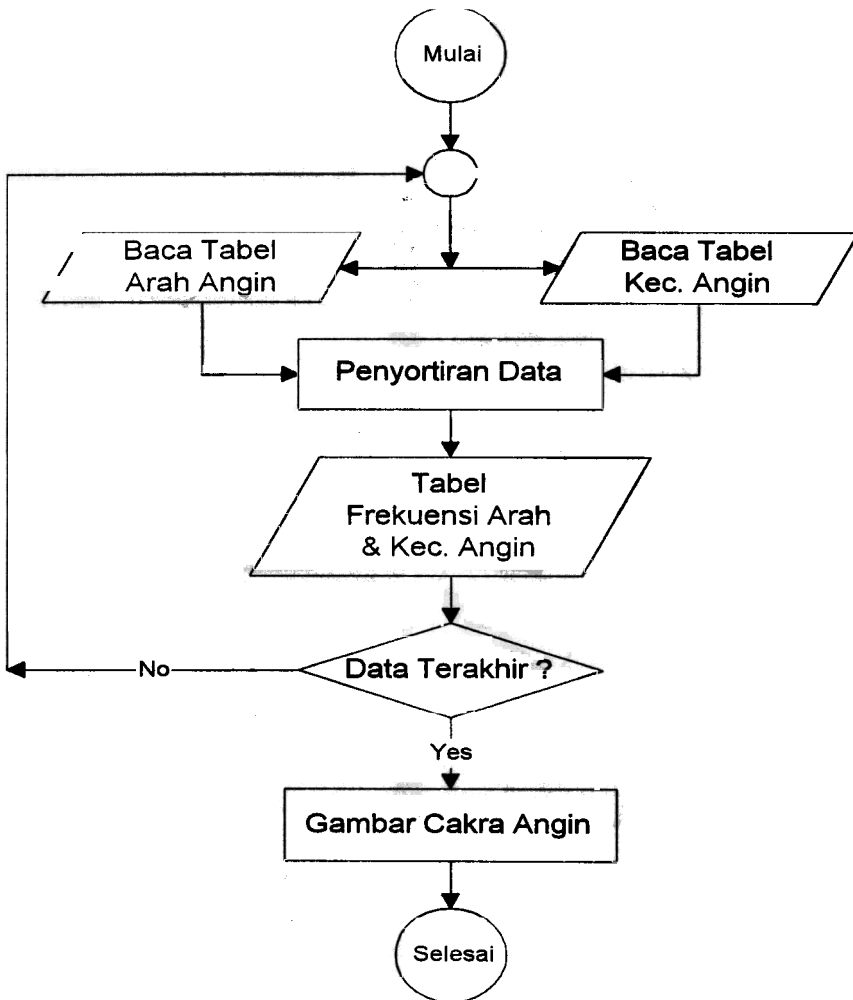 Mulai
Baca Tabel
Arah Angin
Baca Tabel
Kec. Angin
Penyortiran Data
Tabel
Frekuensi Arah
& Kec. Angin
Data Terakhir ?
No
Yes
Gambar Cakra Angin
Selesai